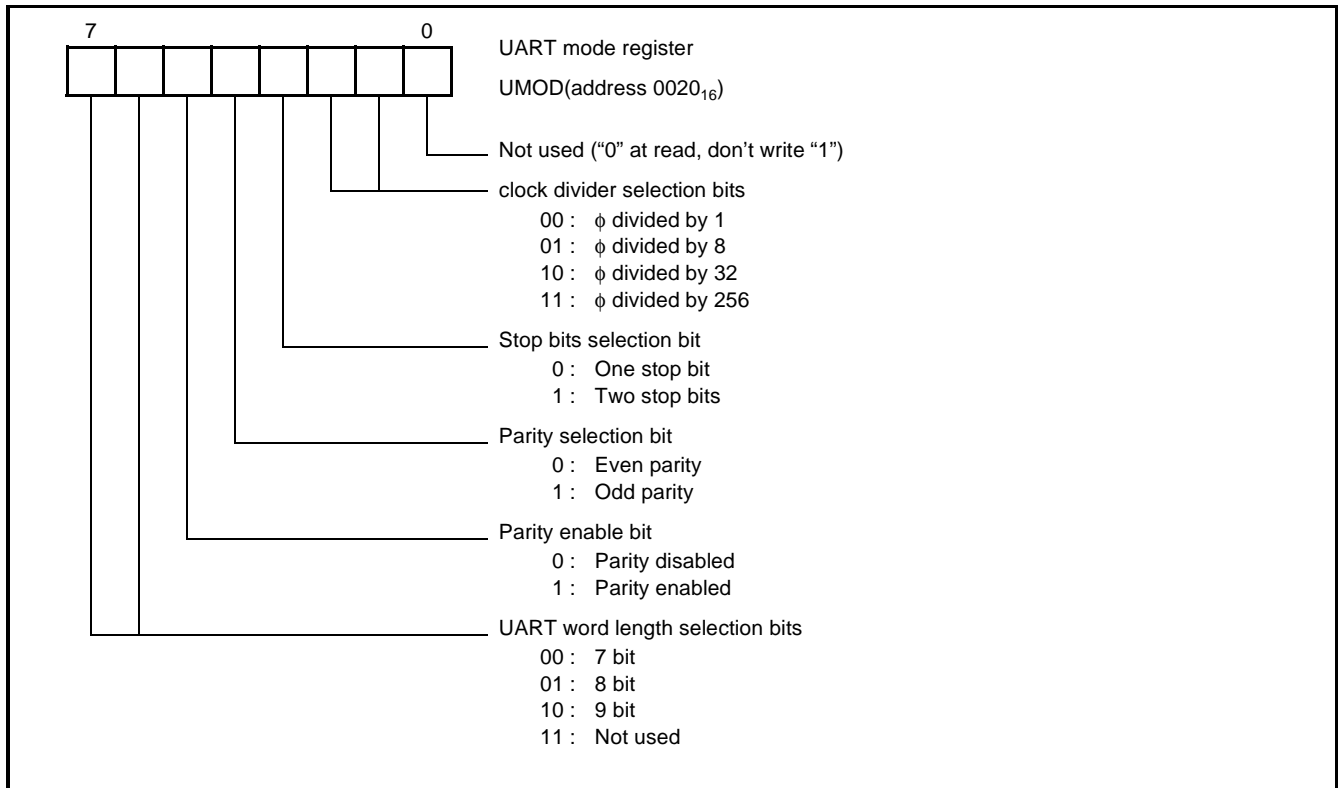 7 0
UART mode register
UMOD(address 0020₁₆)
Not used (“0” at read, don’t write “1”)
clock divider selection bits
00 : ϕ divided by 1
01 : ϕ divided by 8
10 : ϕ divided by 32
11 : ϕ divided by 256
Stop bits selection bit
0 : One stop bit
1 : Two stop bits
Parity selection bit
0 : Even parity
1 : Odd parity
Parity enable bit
0 : Parity disabled
1 : Parity enabled
UART word length selection bits
00 : 7 bit
01 : 8 bit
10 : 9 bit
11 : Not used